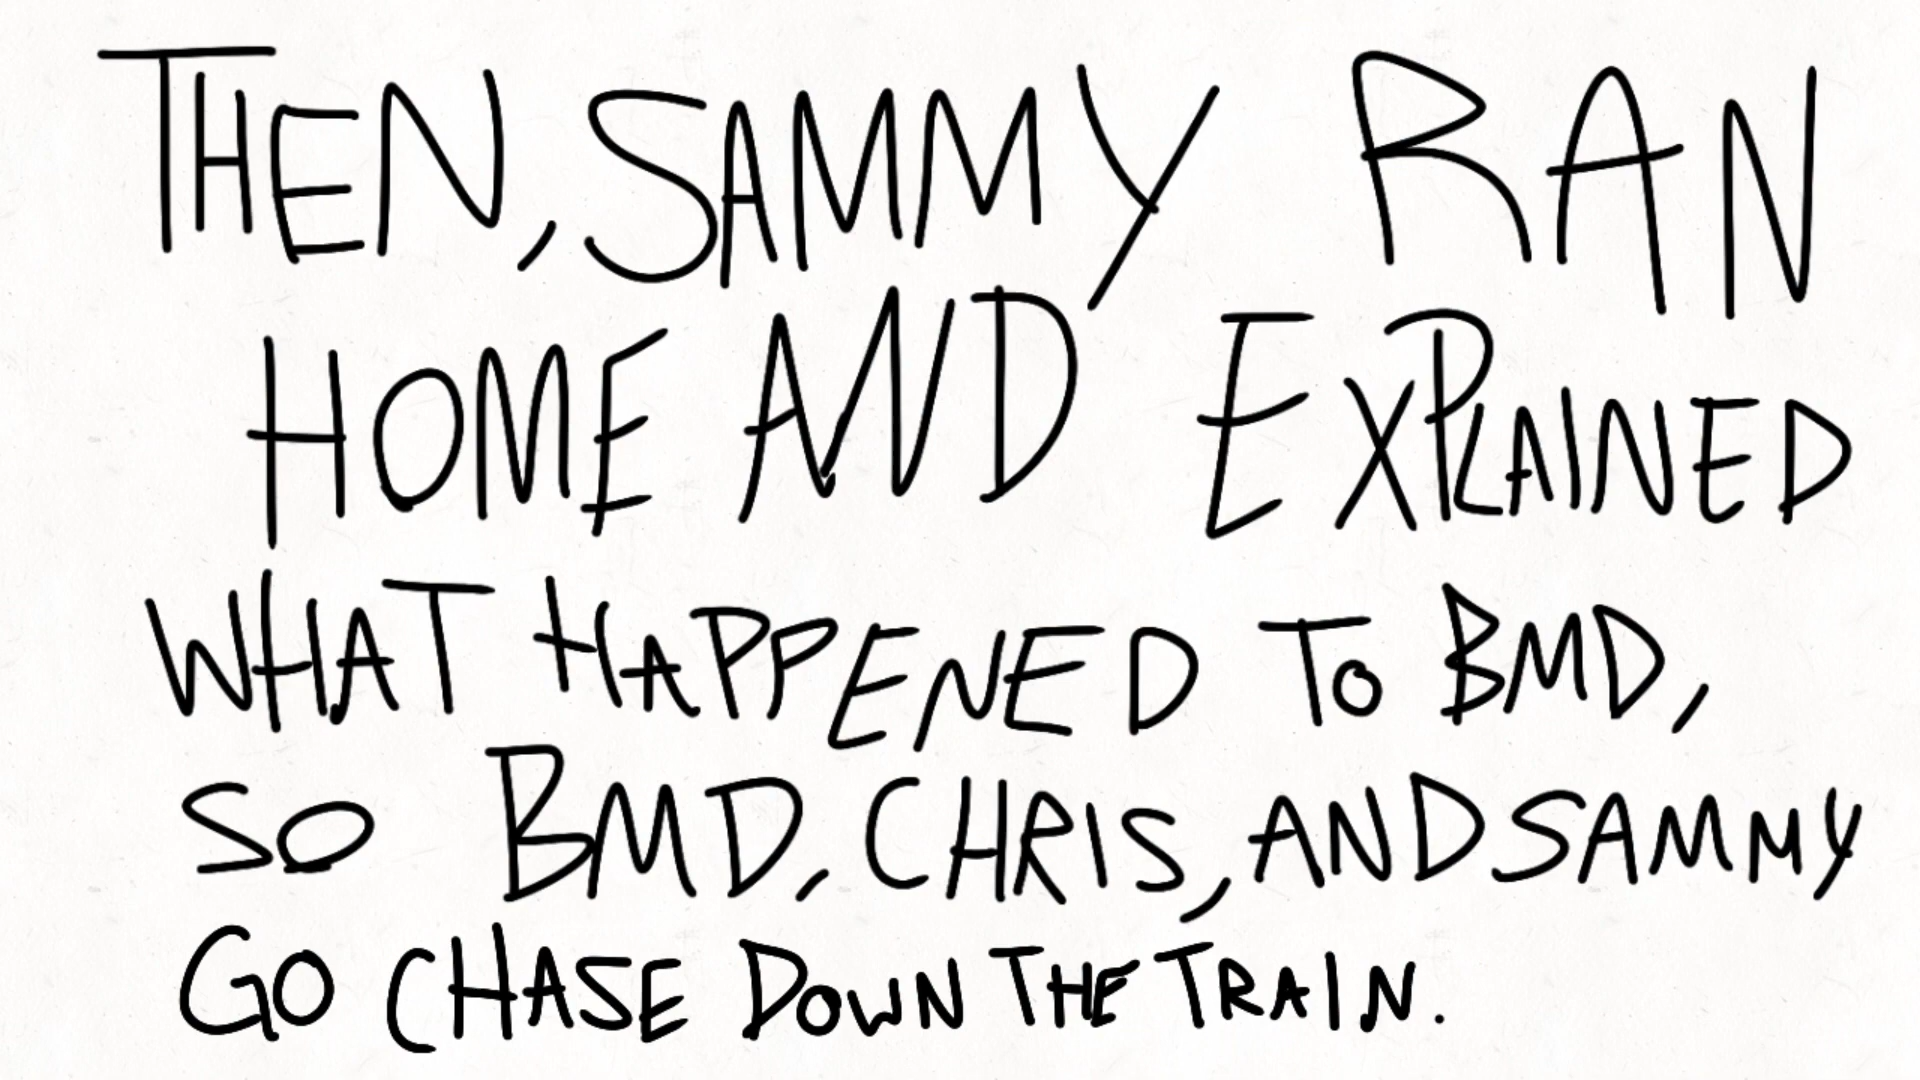 THEN, SAMMY RAN
HOME AND EXPLAINED
WHAT HAPPENED TO BMD,
SO BMD, CHRIS, AND SAMMY
GO CHASE DOWN THE TRAIN.